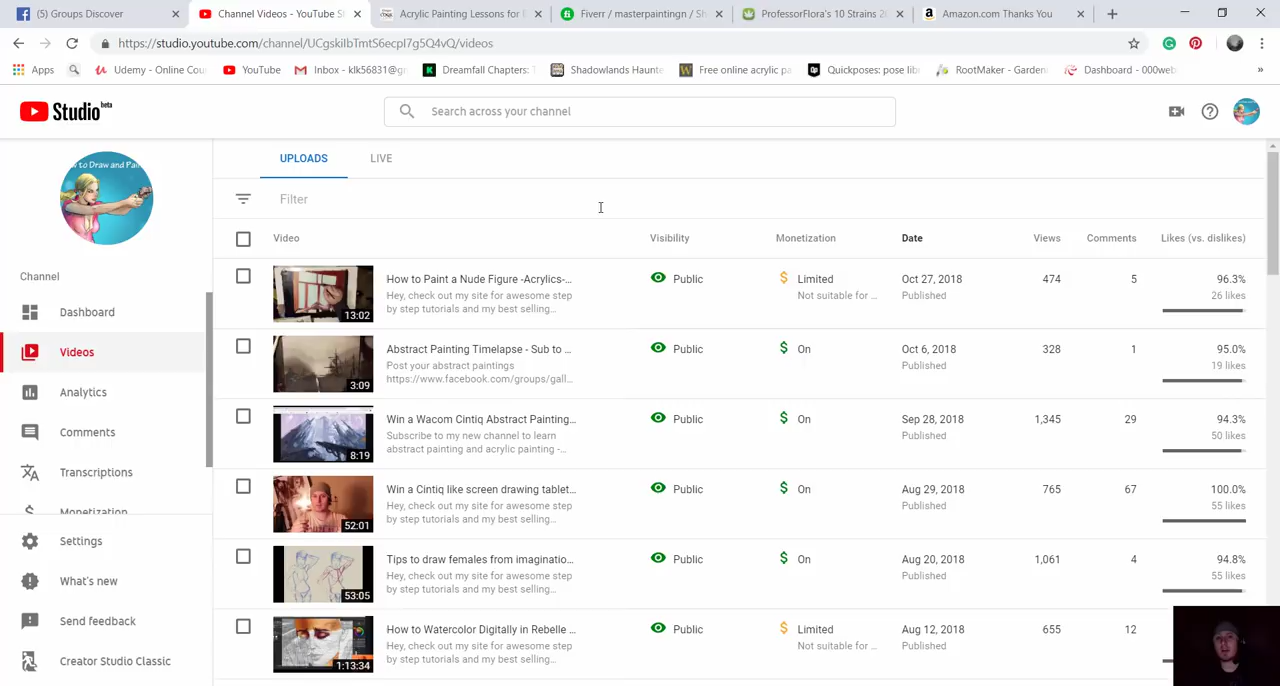 (5) Groups Discover
Channel Videos - YouTube S
Acrylic Painting Lessons for B
Fiverr / masterpaintingn / Sh
ProfessorFlora's 10 Strains 2
Amazon.com Thanks You
https://studio.youtube.com/channel/UCgskiIbTmtS6ecpI7g5Q4vQ/videos
Apps
Udemy - Online Cou
YouTube
Inbox - klk56831@g
Dreamfall Chapters:
Shadowlands Haunte
Free online acrylic pa
Quickposes: pose libr
RootMaker - Garden
Dashboard - 000web
»
Studio beta
Search across your channel
to Draw and Pai
Channel
Dashboard
Videos
Analytics
Comments
Transcriptions
Monetization
Settings
What's new
Send feedback
Creator Studio Classic
UPLOADS LIVE
Filter
Video Visibility Monetization Date Views Comments Likes (vs. dislikes)
How to Paint a Nude Figure -Acrylics-... Public $ Limited Oct 27, 2018 474 5 96.3%
Hey, check out my site for awesome step Not suitable for ... Published 26 likes
by step tutorials and my best selling...
13:02
Abstract Painting Timelapse - Sub to ... Public $ On Oct 6, 2018 328 1 95.0%
Post your abstract paintings Published 19 likes
https://www.facebook.com/groups/gall...
3:09
Win a Wacom Cintiq Abstract Painting... Public $ On Sep 28, 2018 1,345 29 94.3%
Subscribe to my new channel to learn Published 50 likes
abstract painting and acrylic painting -...
8:19
Win a Cintiq like screen drawing tablet... Public $ On Aug 29, 2018 765 67 100.0%
Hey, check out my site for awesome step Published 55 likes
by step tutorials and my best selling...
52:01
Tips to draw females from imaginatio... Public $ On Aug 20, 2018 1,061 4 94.8%
Hey, check out my site for awesome step Published 55 likes
by step tutorials and my best selling...
53:05
How to Watercolor Digitally in Rebelle ... Public $ Limited Aug 12, 2018 655 12
Hey, check out my site for awesome step Not suitable for ... Published
by step tutorials and my best selling...
1:13:34